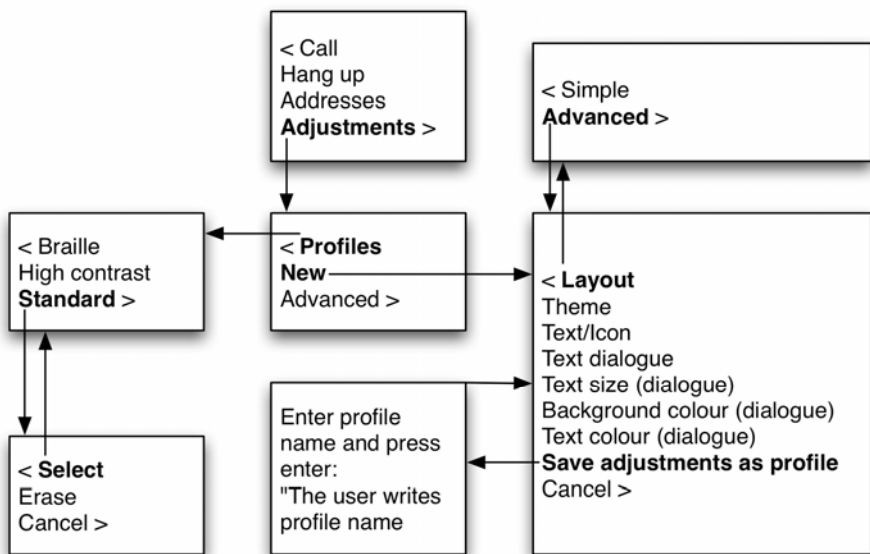 < Call
Hang up
Addresses
Adjustments >
< Simple
Advanced >
< Braille
High contrast
Standard >
< Profiles
New
Advanced >
< Layout
Theme
Text/Icon
Text dialogue
Text size (dialogue)
Background colour (dialogue)
Text colour (dialogue)
Save adjustments as profile
Cancel >
Enter profile
name and press
enter:
"The user writes
profile name
< Select
Erase
Cancel >